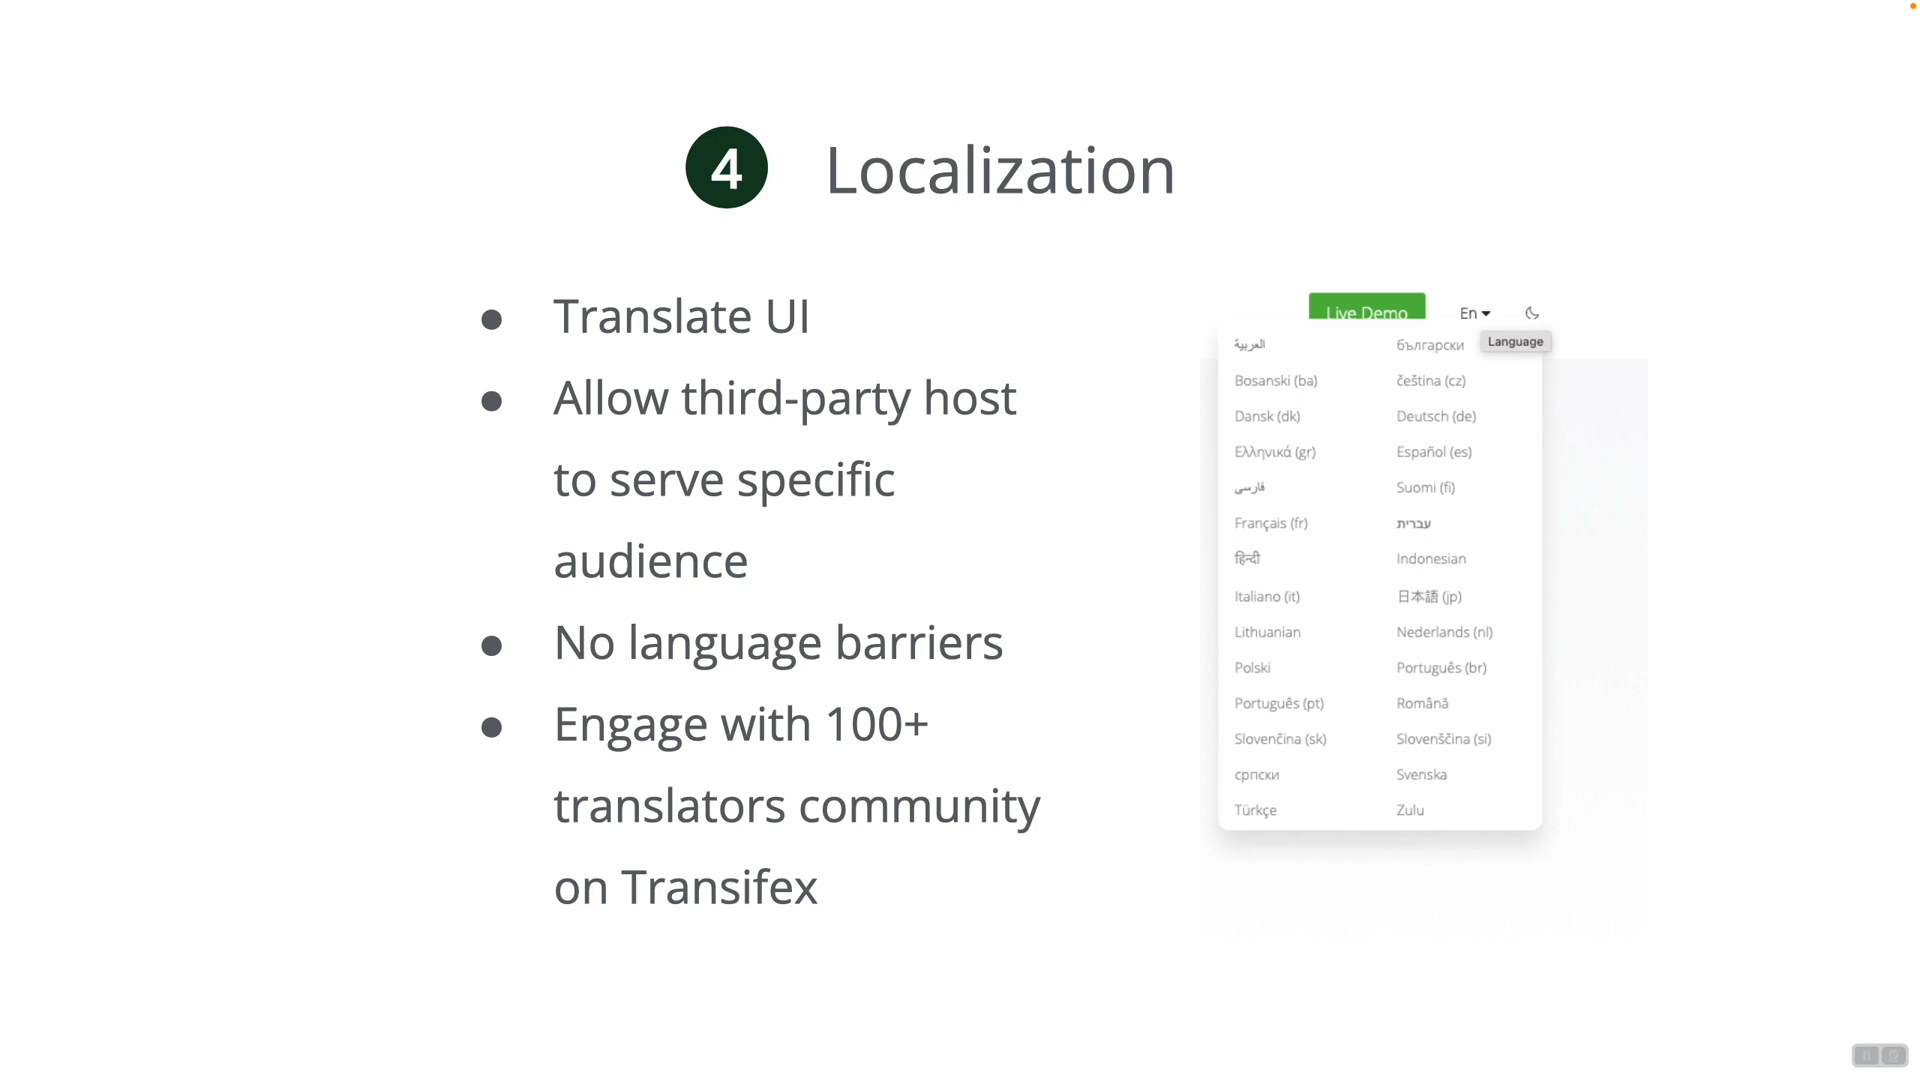 4 Localization
● Translate UI
● Allow third-party host
to serve specific
audience
● No language barriers
● Engage with 100+
translators community
on Transifex
Live Demo En
Language
العربية български
Bosanski (ba) čeština (cz)
Dansk (dk) Deutsch (de)
Ελληνικά (gr) Español (es)
فارسی Suomi (fi)
Français (fr) עברית
हिन्दी Indonesian
Italiano (it) 日本語 (jp)
Lithuanian Nederlands (nl)
Polski Português (br)
Português (pt) Română
Slovenčina (sk) Slovenščina (si)
српски Svenska
Türkçe Zulu